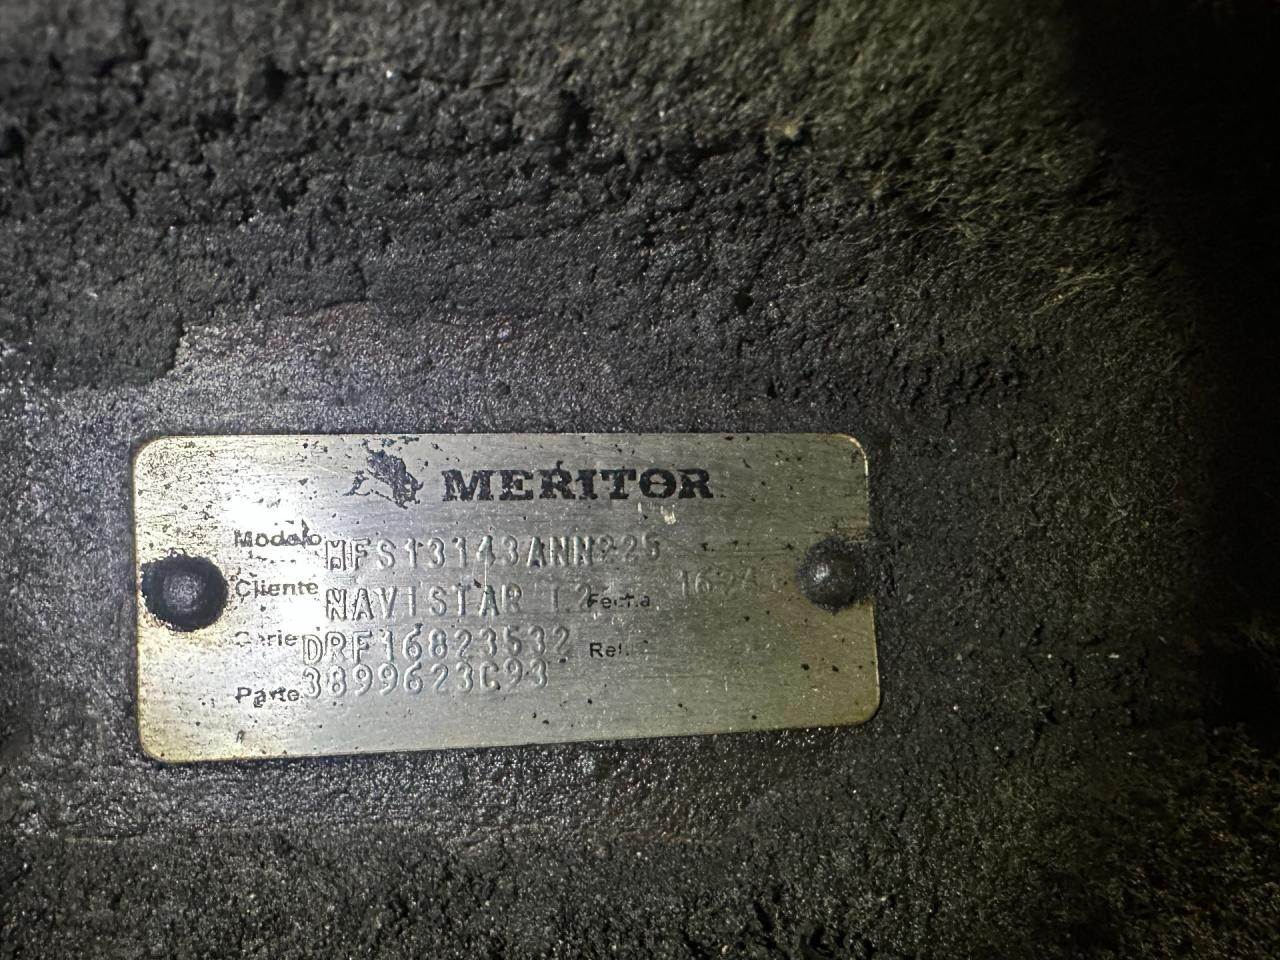 MERITOR
Modelo MFS13143ANN225
Cliente NAVISTAR Fecha
Serie DRF16823532
Parte 3899623C93